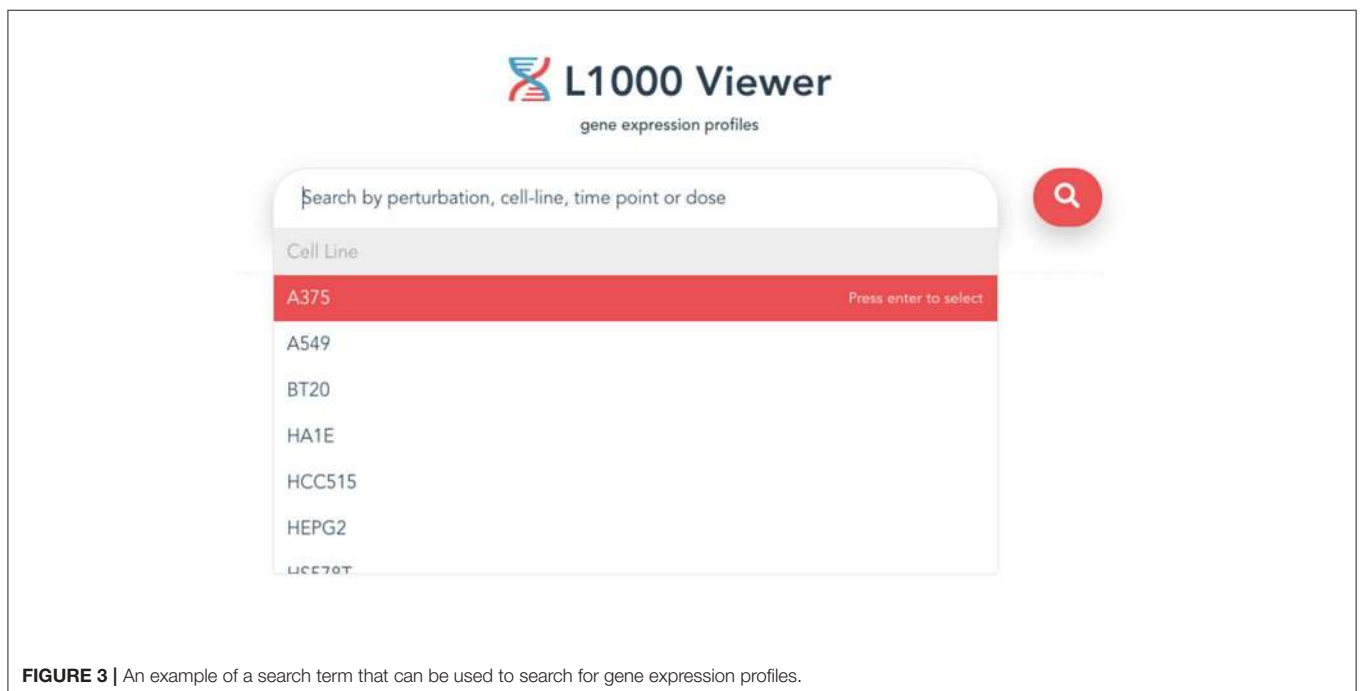 L1000 Viewer
gene expression profiles
Search by perturbation, cell-line, time point or dose
Cell Line
A375 Press enter to select
A549
BT20
HA1E
HCC515
HEPG2
FIGURE 3 | An example of a search term that can be used to search for gene expression profiles.